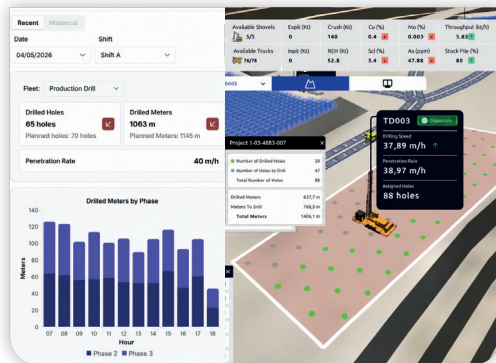 Recent Historical
Date Shift
04/05/2026 Shift A
Fleet: Production Drill
Drilled Holes
65 holes
Planned holes: 70 holes
Drilled Meters
1063 m
Planned Meters: 1145 m
Penetration Rate 40 m/h
Drilled Meters by Phase
Meters
140
120
100
80
60
40
20
0
07 08 09 10 11 12 13 14 15 16 17 18
Hour
Phase 2 Phase 3
Available Shovels Expit (Kt) Crush (Kt) Cu (%) Mo (%) Throughput (kt/h)
5/5 0 140 0.4 0.003 5.83
Available Trucks Inpit (Kt) REH (Kt) Scl (%) As (ppm) Stock Pile (%)
76/78 0 52.8 3.4 47.88 80
Project 1-03-4883-007
Number of Drilled Holes 39
Number of Holes to Drill 47
Total Number of Holes 86
Drilled Meters 637,7 m
Meters To Drill 768,8 m
Total Meters 1406,1 m
TD003
Drilling Speed
37,89 m/h
Penetration Rate
38,97 m/h
Assigned Holes
88 holes